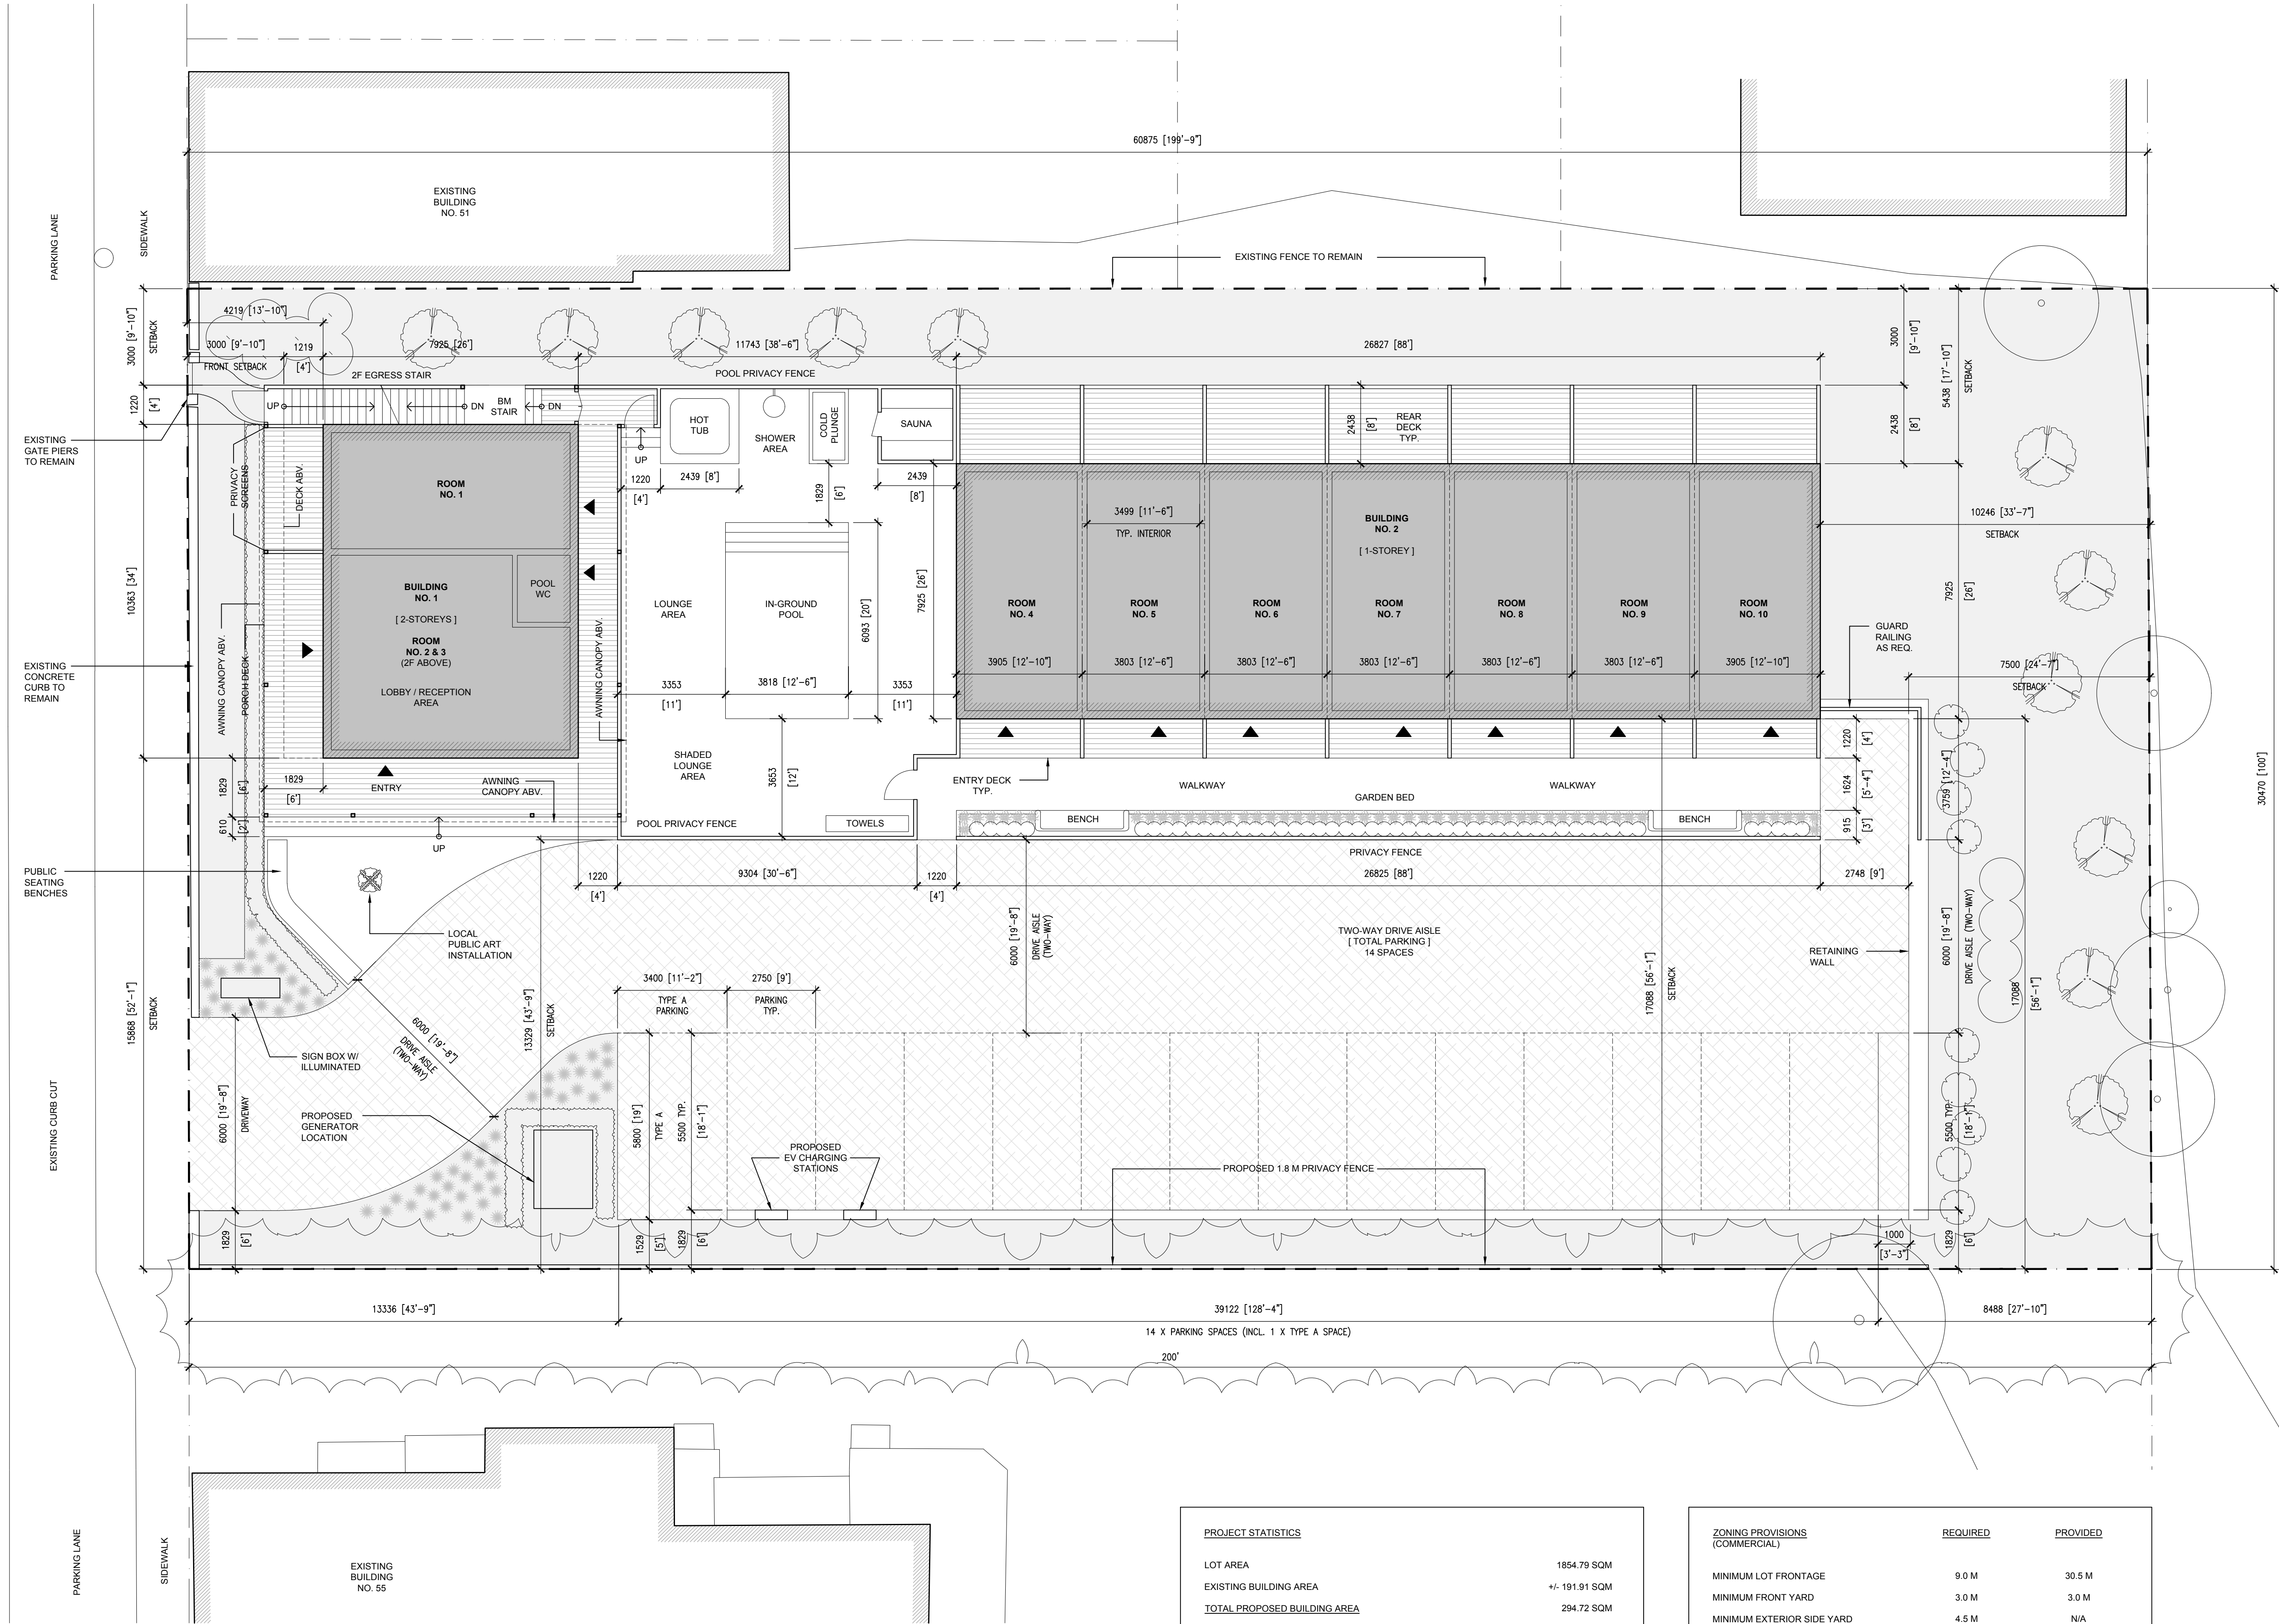 60875 [199'-9"]
EXISTING
BUILDING
NO. 51
PARKING LANE
SIDEWALK
EXISTING FENCE TO REMAIN
3000 [9'-10"]
SETBACK
4219 [13'-10"]
3000 [9'-10"]
FRONT SETBACK
1219
[4']
7925 [26']
11743 [38'-6"]
26827 [88']
3000
[9'-10"]
5438 [17'-10"]
SETBACK
2F EGRESS STAIR
POOL PRIVACY FENCE
1220
[4']
UP
DN
BM
STAIR
DN
UP
HOT
TUB
SHOWER
AREA
COLD
PLUNGE
SAUNA
2438
[8']
REAR
DECK
TYP.
2438
[8']
EXISTING
GATE PIERS
TO REMAIN
PRIVACY
SCREENS
DECK ABV.
ROOM
NO. 1
1220
[4']
2439 [8']
1829
[6']
2439
[8']
3499 [11'-6"]
TYP. INTERIOR
BUILDING
NO. 2
[ 1-STOREY ]
10246 [33'-7"]
SETBACK
10363 [34']
BUILDING
NO. 1
[ 2-STOREYS ]
ROOM
NO. 2 & 3
(2F ABOVE)
LOBBY / RECEPTION
AREA
POOL
WC
LOUNGE
AREA
IN-GROUND
POOL
6093 [20']
7925 [26']
ROOM
NO. 4
ROOM
NO. 5
ROOM
NO. 6
ROOM
NO. 7
ROOM
NO. 8
ROOM
NO. 9
ROOM
NO. 10
7925
[26']
GUARD
RAILING
AS REQ.
AWNING CANOPY ABV.
PORCH DECK
AWNING CANOPY ABV.
EXISTING
CONCRETE
CURB TO
REMAIN
3905 [12'-10"]
3803 [12'-6"]
3803 [12'-6"]
3803 [12'-6"]
3803 [12'-6"]
3803 [12'-6"]
3905 [12'-10"]
7500 [24'-7"]
SETBACK
3353
[11']
3818 [12'-6"]
3353
[11']
30470 [100']
SHADED
LOUNGE
AREA
3653
[12']
1829
[6']
1829
[6']
ENTRY
AWNING
CANOPY ABV.
ENTRY DECK
TYP.
WALKWAY
WALKWAY
GARDEN BED
1220
[4']
1624
[5'-4"]
3759 [12'-4"]
610
[2']
UP
POOL PRIVACY FENCE
TOWELS
BENCH
BENCH
915
[3']
PRIVACY FENCE
PUBLIC
SEATING
BENCHES
1220
[4']
9304 [30'-6"]
1220
[4']
26825 [88']
2748 [9']
LOCAL
PUBLIC ART
INSTALLATION
6000 [19'-8"]
DRIVE AISLE
(TWO-WAY)
TWO-WAY DRIVE AISLE
[ TOTAL PARKING ]
14 SPACES
RETAINING
WALL
6000 [19'-8"]
DRIVE AISLE (TWO-WAY)
3400 [11'-2"]
TYPE A
PARKING
2750 [9']
PARKING
TYP.
17088 [56'-1"]
SETBACK
17088
[56'-1"]
15868 [52'-1"]
SETBACK
6000 [19'-8"]
DRIVE AISLE
(TWO-WAY)
13329 [43'-9"]
SETBACK
SIGN BOX W/
ILLUMINATED
EXISTING CURB CUT
6000 [19'-8"]
DRIVEWAY
PROPOSED
GENERATOR
LOCATION
5800 [19']
TYPE A
5500 TYP.
[18'-1"]
PROPOSED
EV CHARGING
STATIONS
PROPOSED 1.8 M PRIVACY FENCE
5500 TYP.
[18'-1"]
1829
[6']
1529
[5']
1829
[6']
1000
[3'-3"]
1829
[6']
13336 [43'-9"]
39122 [128'-4"]
8488 [27'-10"]
14 X PARKING SPACES (INCL. 1 X TYPE A SPACE)
200'
PARKING LANE
SIDEWALK
EXISTING
BUILDING
NO. 55
PROJECT STATISTICS
LOT AREA 1854.79 SQM
EXISTING BUILDING AREA +/- 191.91 SQM
TOTAL PROPOSED BUILDING AREA 294.72 SQM
ZONING PROVISIONS REQUIRED PROVIDED
(COMMERCIAL)
MINIMUM LOT FRONTAGE 9.0 M 30.5 M
MINIMUM FRONT YARD 3.0 M 3.0 M
MINIMUM EXTERIOR SIDE YARD 4.5 M N/A